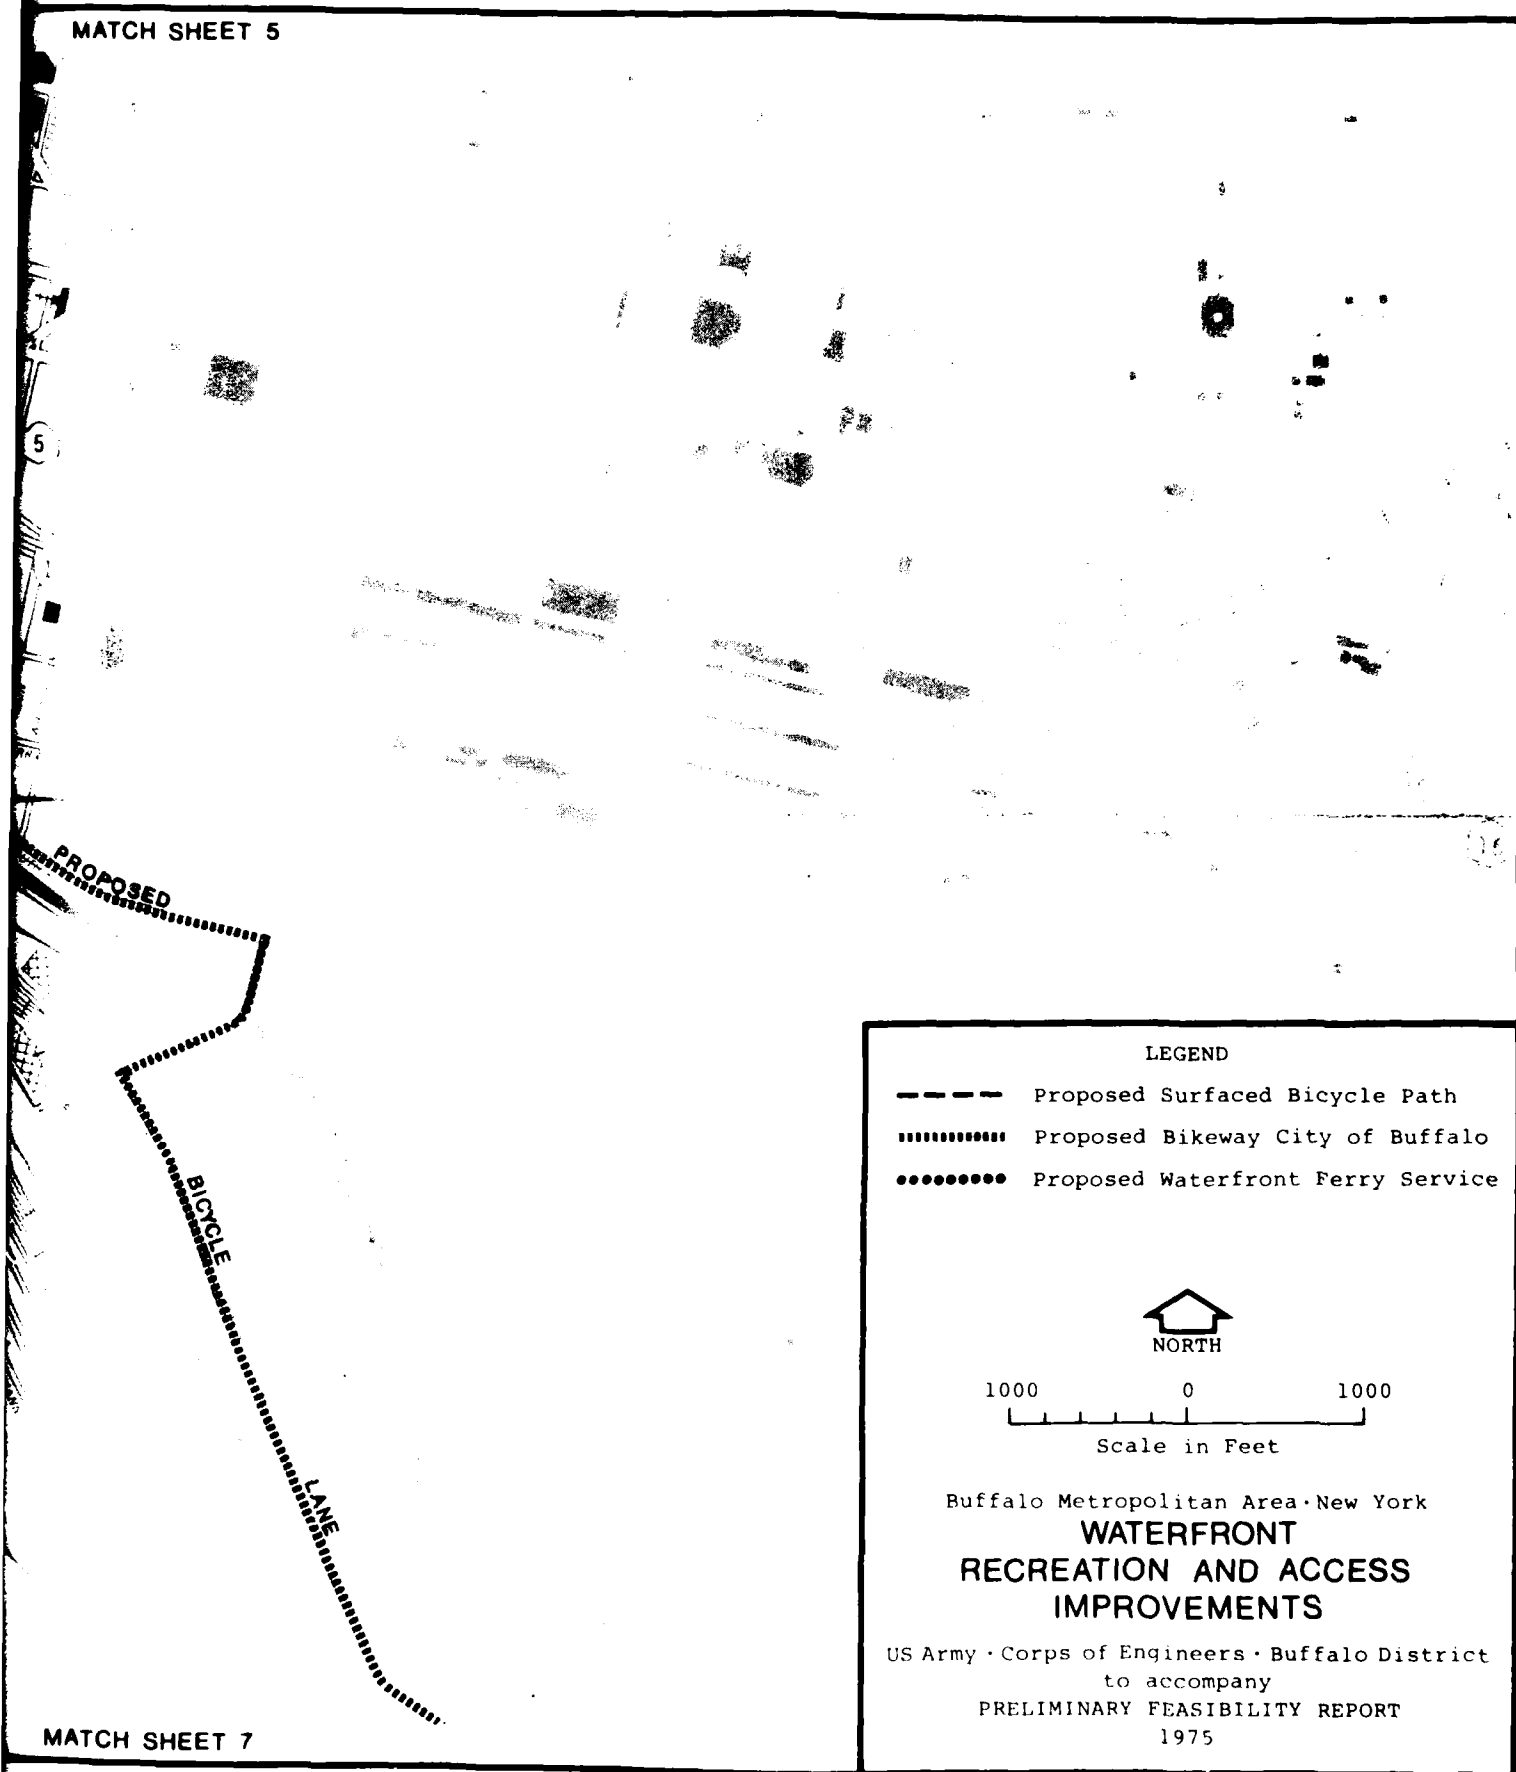 MATCH SHEET 5
5
16
PROPOSED
BICYCLE
LANE
MATCH SHEET 7
LEGEND
Proposed Surfaced Bicycle Path
Proposed Bikeway City of Buffalo
Proposed Waterfront Ferry Service
NORTH
1000 0 1000
Scale in Feet
Buffalo Metropolitan Area · New York
WATERFRONT
RECREATION AND ACCESS
IMPROVEMENTS
US Army · Corps of Engineers · Buffalo District
to accompany
PRELIMINARY FEASIBILITY REPORT
1975